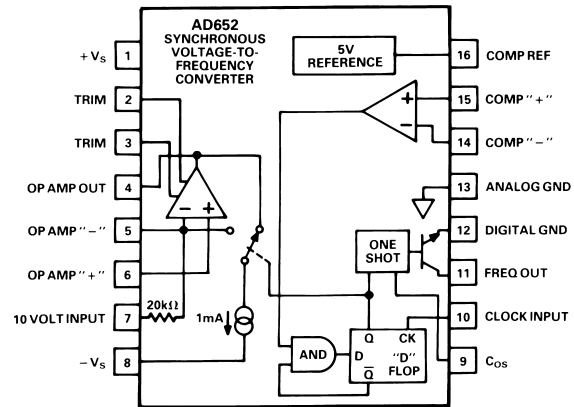 AD652
SYNCHRONOUS
VOLTAGE-TO-
FREQUENCY
CONVERTER
5V
REFERENCE
+VS 1
TRIM 2
TRIM 3
OP AMP OUT 4
OP AMP "–" 5
OP AMP "+" 6
10 VOLT INPUT 7
–VS 8
16 COMP REF
15 COMP "+"
14 COMP "–"
13 ANALOG GND
12 DIGITAL GND
11 FREQ OUT
10 CLOCK INPUT
9 COS
+
–
– +
20kΩ
1mA
ONE
SHOT
AND
Q CK
D "D"
Q̅ FLOP